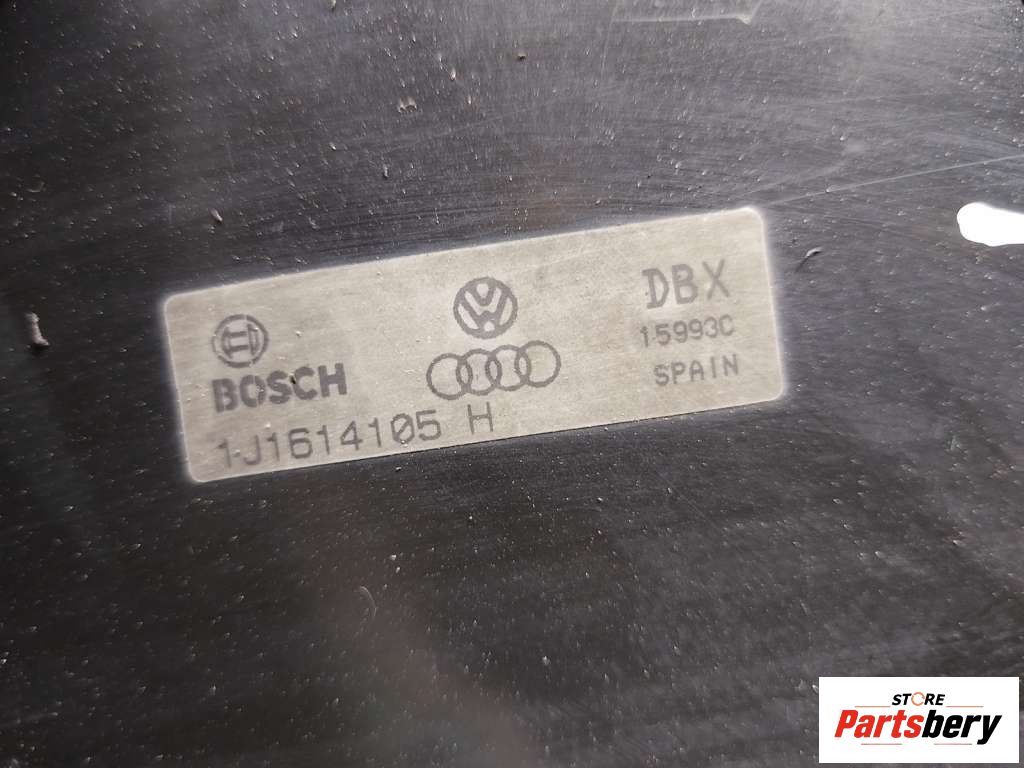 BOSCH
1J1614105 H
DBX
15993C
SPAIN
STORE
Partsbery